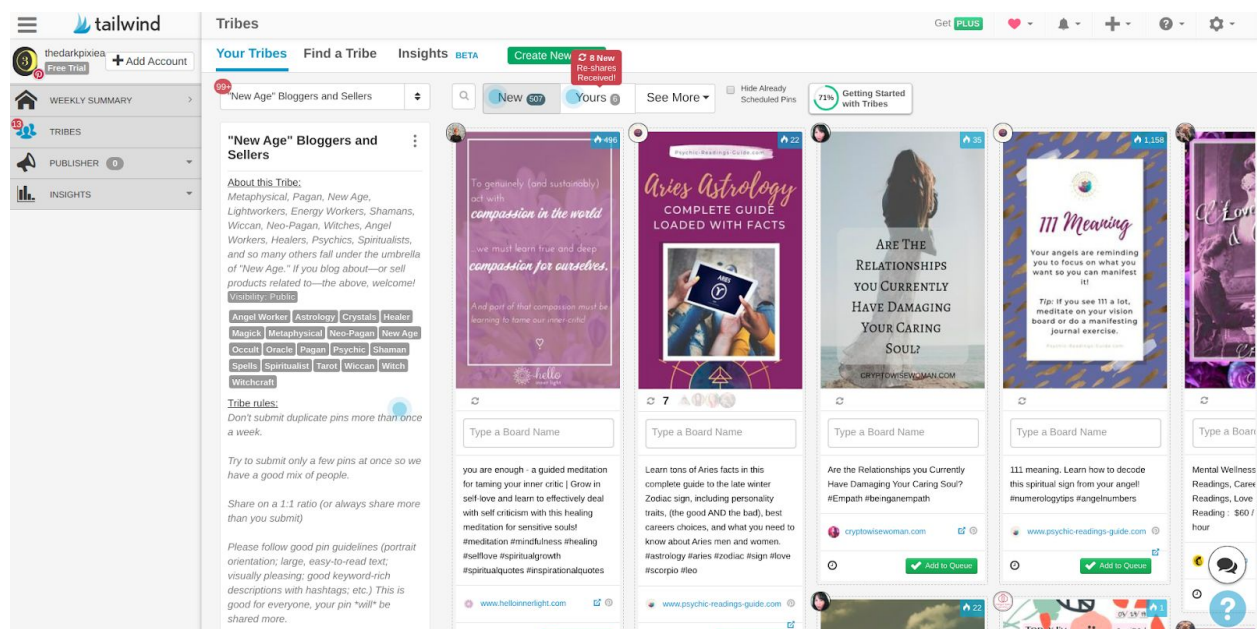 tailwind
Tribes
Get PLUS
3
thedarkpixiea
Free Trial
Add Account
Your Tribes
Find a Tribe
Insights BETA
Create New
8 New
Re-shares
Received!
WEEKLY SUMMARY
13
TRIBES
PUBLISHER 0
INSIGHTS
99+
"New Age" Bloggers and Sellers
New 507
Yours 6
See More
Hide Already
Scheduled Pins
71%
Getting Started
with Tribes
"New Age" Bloggers and
Sellers
About this Tribe:
Metaphysical, Pagan, New Age,
Lightworkers, Energy Workers, Shamans,
Wiccan, Neo-Pagan, Witches, Angel
Workers, Healers, Psychics, Spiritualists,
and so many others fall under the umbrella
of "New Age." If you blog about—or sell
products related to—the above, welcome!
Visibility: Public
Angel Worker Astrology Crystals Healer
Magick Metaphysical Neo-Pagan New Age
Occult Oracle Pagan Psychic Shaman
Spells Spiritualist Tarot Wiccan Witch
Witchcraft
Tribe rules:
Don't submit duplicate pins more than once
a week.
Try to submit only a few pins at once so we
have a good mix of people.
Share on a 1:1 ratio (or always share more
than you submit)
Please follow good pin guidelines (portrait
orientation; large, easy-to-read text;
visually pleasing; good keyword-rich
descriptions with hashtags; etc.) This is
good for everyone, your pin *will* be
shared more.
496
To genuinely (and sustainably)
act with
compassion in the world
...we must learn true and deep
compassion for ourselves.
And part of that compassion must be
learning to tame our inner-critic!
hello
inner light
Type a Board Name
you are enough - a guided meditation
for taming your inner critic | Grow in
self-love and learn to effectively deal
with self criticism with this healing
meditation for sensitive souls!
#meditation #mindfulness #healing
#selflove #spiritualgrowth
#spiritualquotes #inspirationalquotes
www.helloinnerlight.com
22
Psychic-Readings-Guide.com
Aries Astrology
COMPLETE GUIDE
LOADED WITH FACTS
ARIES
7
Type a Board Name
Learn tons of Aries facts in this
complete guide to the late winter
Zodiac sign, including personality
traits, (the good AND the bad), best
careers choices, and what you need to
know about Aries men and women.
#astrology #aries #zodiac #sign #love
#scorpio #leo
www.psychic-readings-guide.com
35
ARE THE
RELATIONSHIPS
YOU CURRENTLY
HAVE DAMAGING
YOUR CARING
SOUL?
CRYPTOWISEWOMAN.COM
Type a Board Name
Are the Relationships you Currently
Have Damaging Your Caring Soul?
#Empath #beinganempath
cryptowisewoman.com
Add to Queue
22
1,158
111 Meaning
Your angels are reminding
you to focus on what you
want so you can manifest
it!
Tip: If you see 111 a lot,
meditate on your vision
board or do a manifesting
journal exercise.
Psychic-Readings-Guide.com
Type a Board Name
111 meaning. Learn how to decode
this spiritual sign from your angel!
#numerologytips #angelnumbers
www.psychic-readings-guide.com
Add to Queue
1
Love
&
Type a Boar
Mental Wellness
Readings, Care
Readings, Love
Reading : $60 /
hour
?